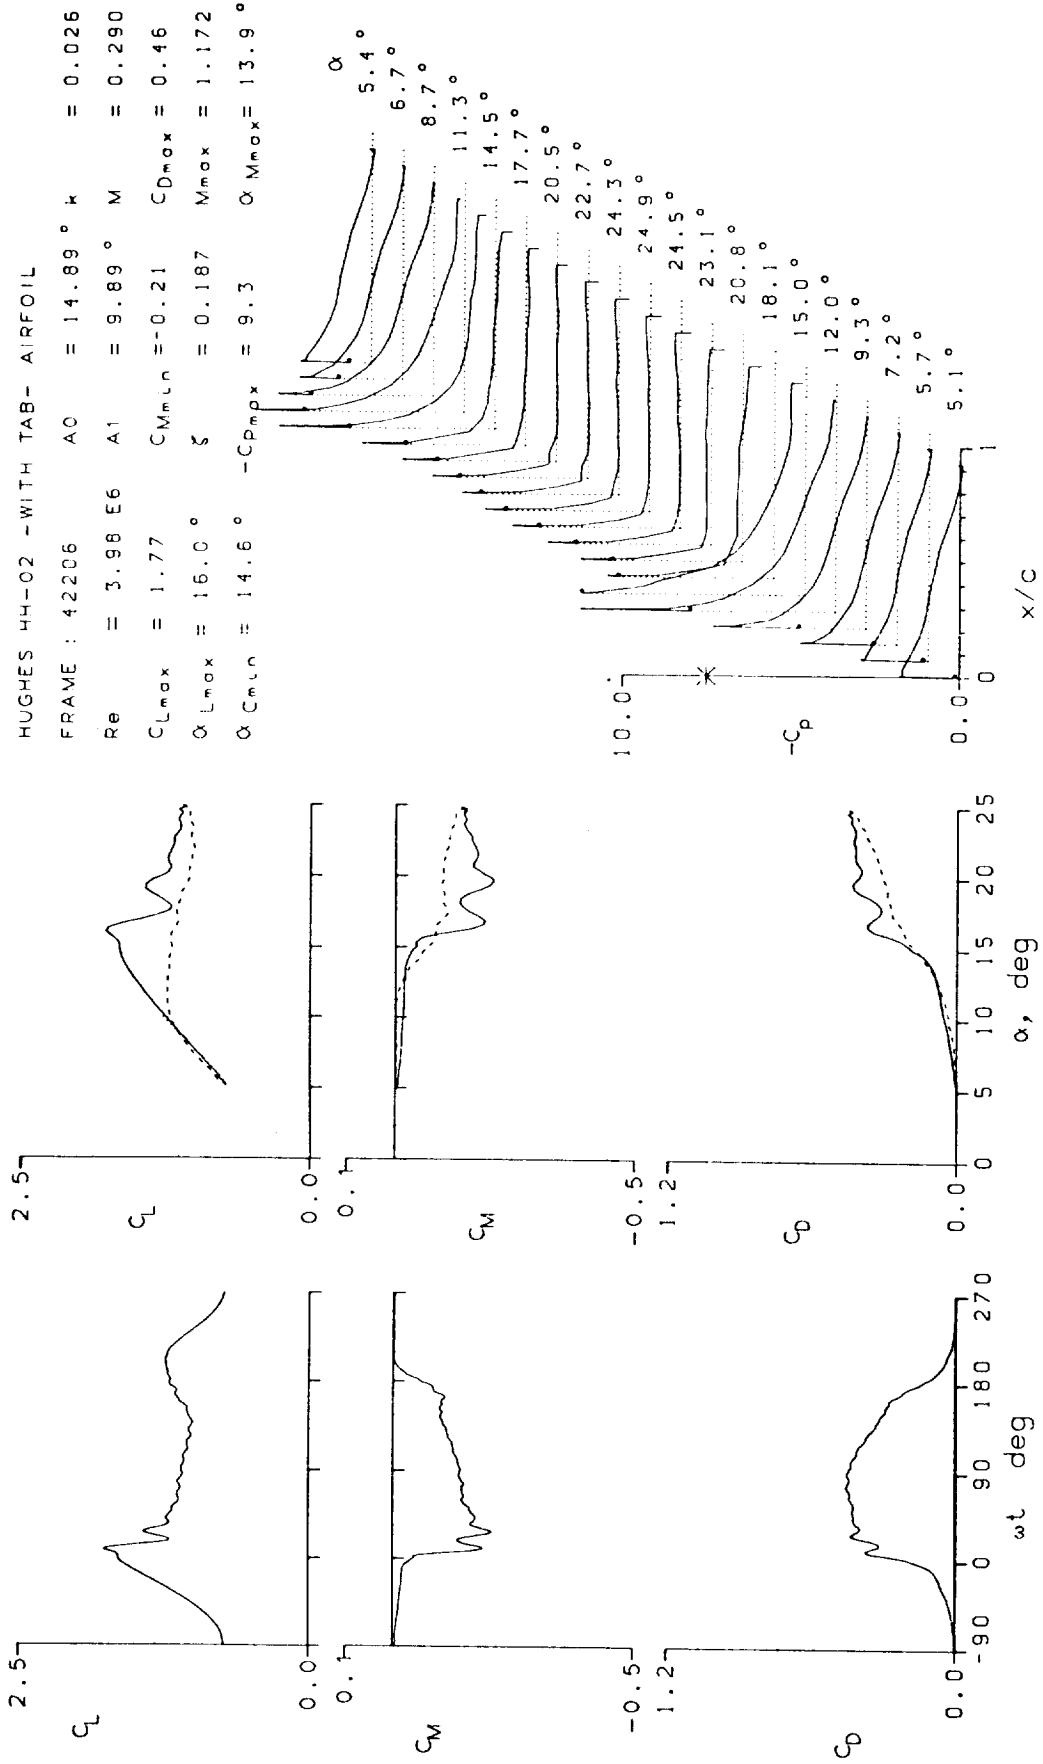 HUGHES HH-02 -WITH TAB- AIRFOIL
FRAME : 42206 A0 = 14.89 ° k = 0.026
Re = 3.98 E6 A1 = 9.89 ° M = 0.290
CLmax = 1.77 CMmin =-0.21 CDmax = 0.46
αLmax = 16.0 ° ζ = 0.187 Mmax = 1.172
αCmin = 14.6 ° -CPmax = 9.3 αMmax= 13.9 °
2.5
CL
0.0
0.1
CM
-0.5
1.2
CD
0.0
-90 0 90 180 270
ωt deg
2.5
CL
0.0
0.1
CM
-0.5
1.2
CD
0.0
0 5 10 15 20 25
α, deg
α
5.4 °
6.7 °
8.7 °
11.3 °
14.5 °
17.7 °
20.5 °
22.7 °
24.3 °
24.9 °
24.5 °
23.1 °
20.8 °
18.1 °
15.0 °
12.0 °
9.3 °
7.2 °
5.7 °
5.1 °
10.0
-Cp
0.0
0 1
x/c